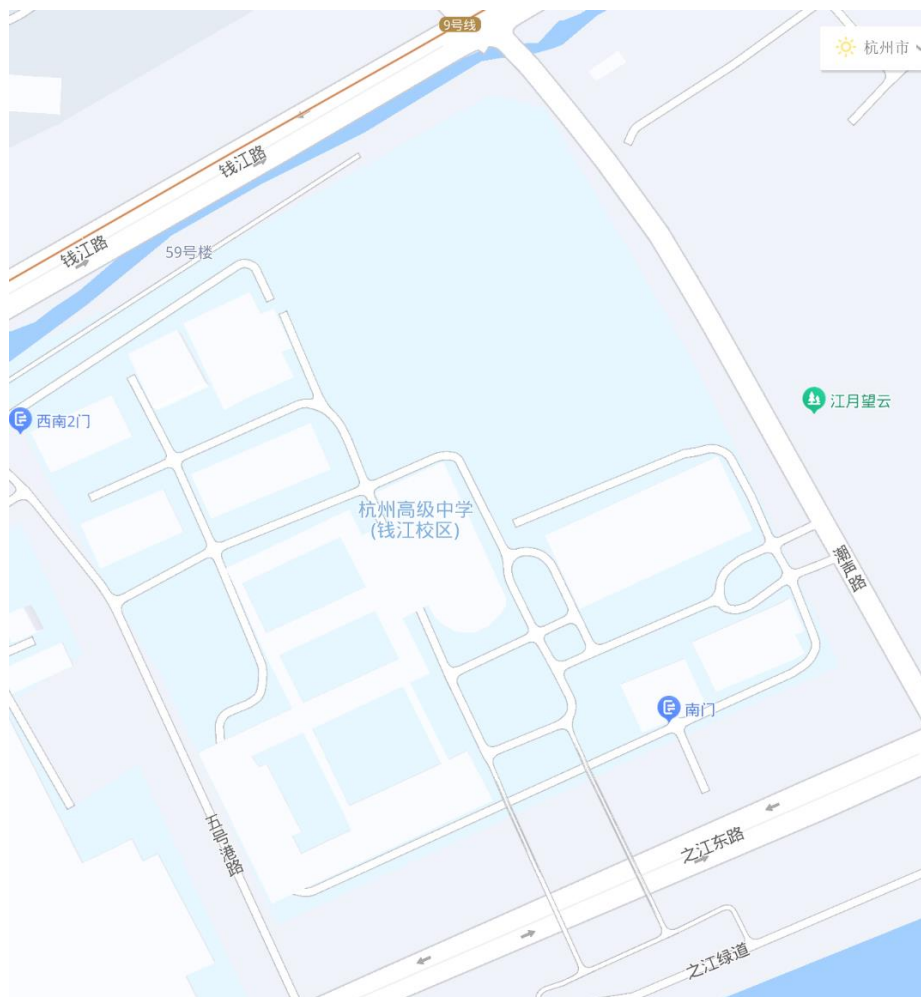 9号线
杭州市
钱江路
钱江路
59号楼
江月望云
西南2门
杭州高级中学
(钱江校区)
潮声路
南门
五号港路
之江东路
之江绿道